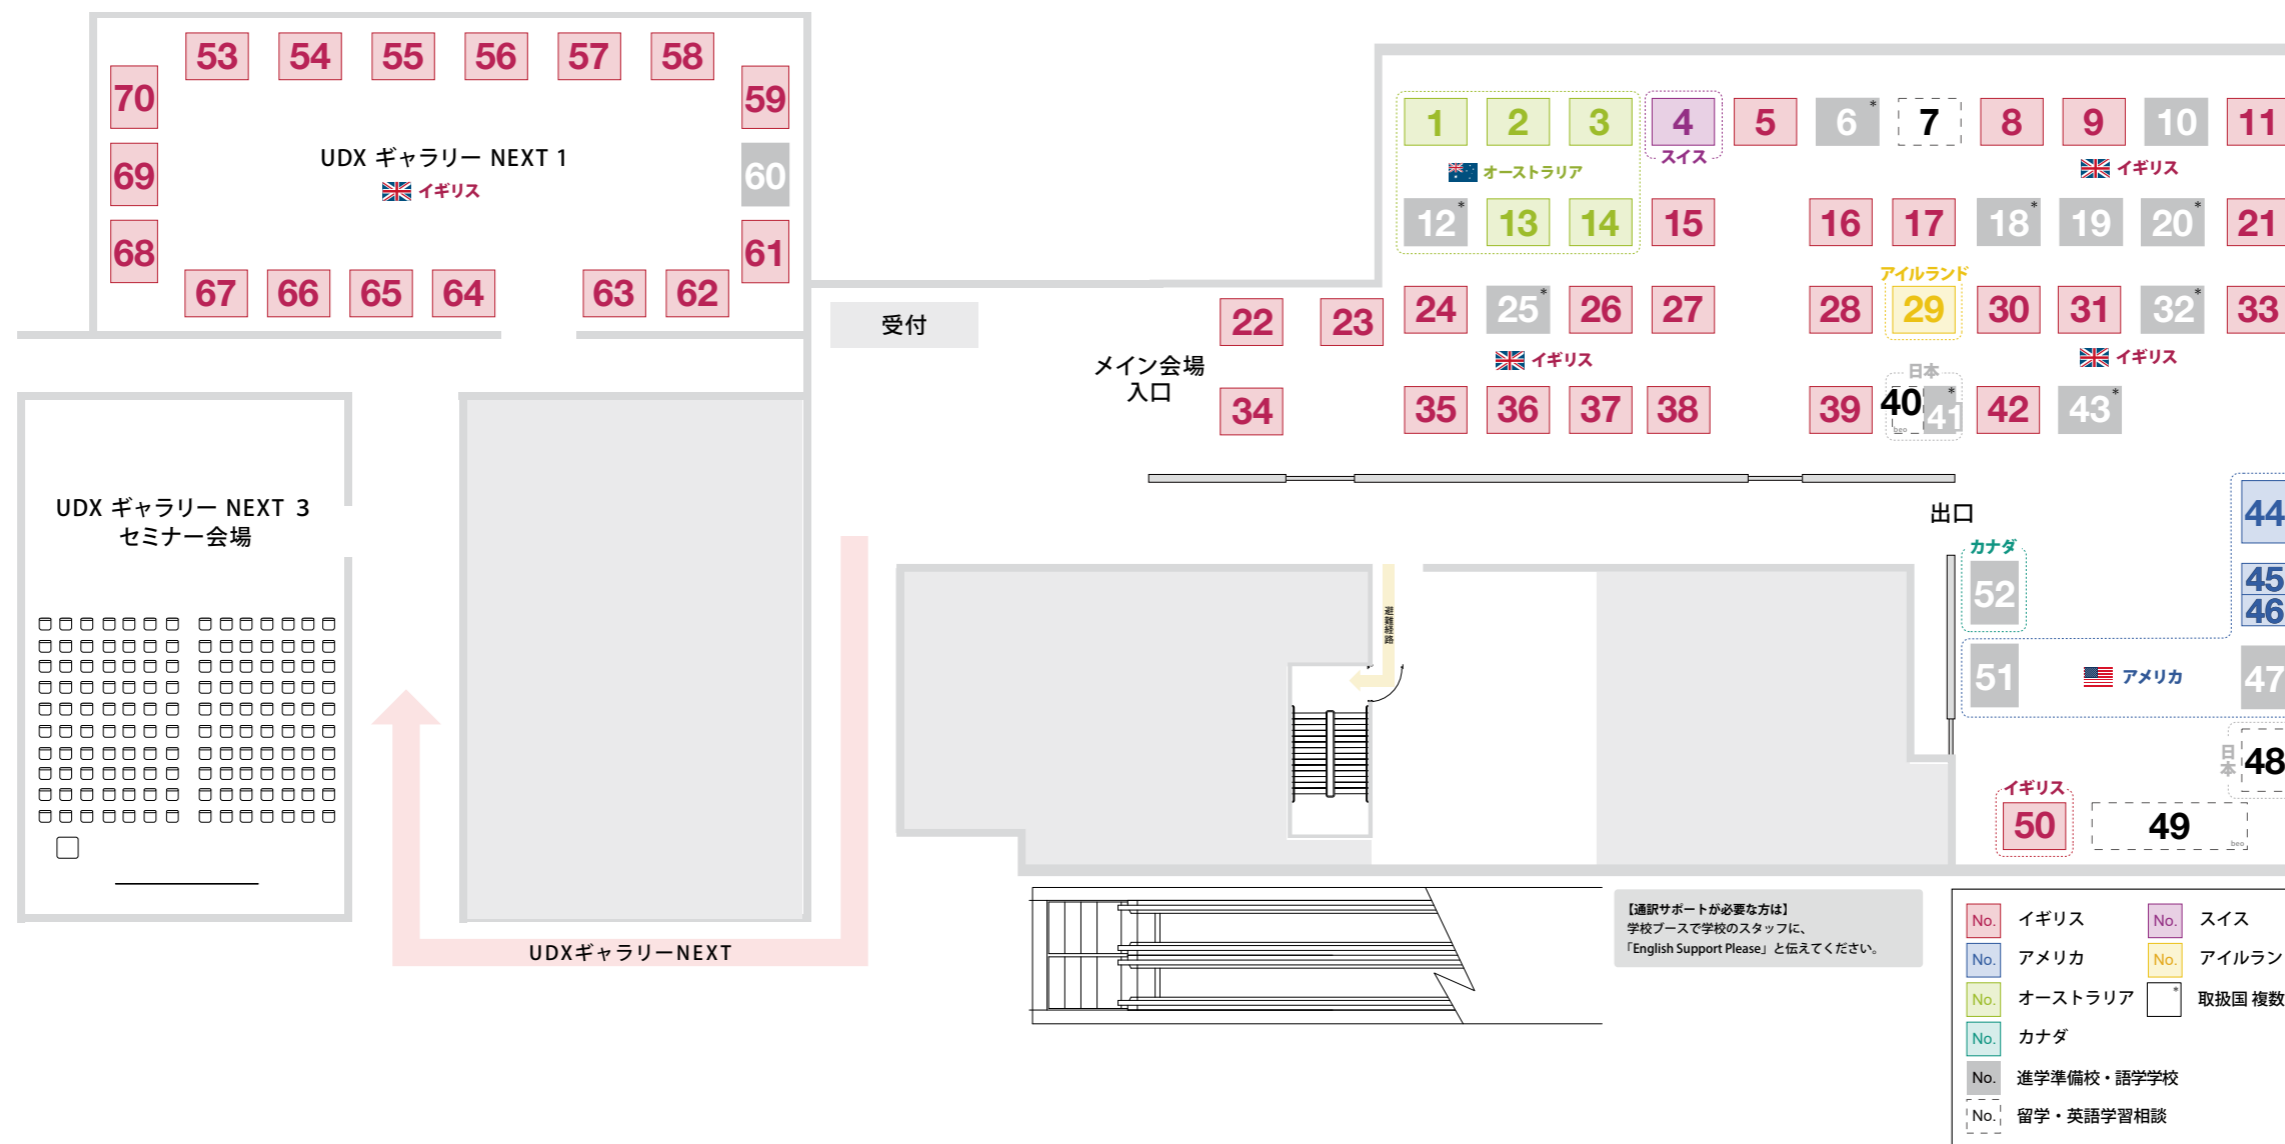 53 54 55 56 57 58
70 59
UDX ギャラリー NEXT 1
69 60
イギリス
68 61
67 66 65 64 63 62
1 2 3 4 5 6* 7 8 9 10 11
オーストラリア
スイス
イギリス
12* 13 14 15 16 17 18* 19 20* 21
アイルランド
22 23 24 25* 26 27 28 29 30 31 32* 33
受付
メイン会場
入口
イギリス
イギリス
日本
34 35 36 37 38 39 40 41* 42 43*
beo
UDX ギャラリー NEXT 3
セミナー会場
出口
44
カナダ
52
45
46
避難経路
51
アメリカ
47
日本
48
イギリス
50
49
beo
UDXギャラリーNEXT
【通訳サポートが必要な方は】
学校ブースで学校のスタッフに、
「English Support Please」と伝えてください。
No. イギリス
No. スイス
No. アメリカ
No. アイルラン
No. オーストラリア
* 取扱国 複数
No. カナダ
No. 進学準備校・語学学校
No. 留学・英語学習相談